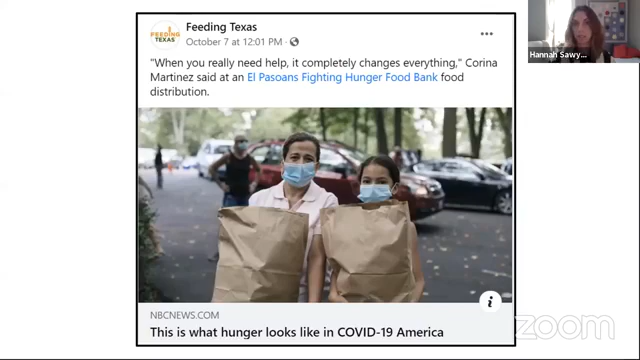 FEEDING
TEXAS
Feeding Texas
October 7 at 12:01 PM ·
"When you really need help, it completely changes everything," Corina
Martinez said at an El Pasoans Fighting Hunger Food Bank food
distribution.
NBCNEWS.COM
This is what hunger looks like in COVID-19 America
i
Hannah Sawy...
zoom